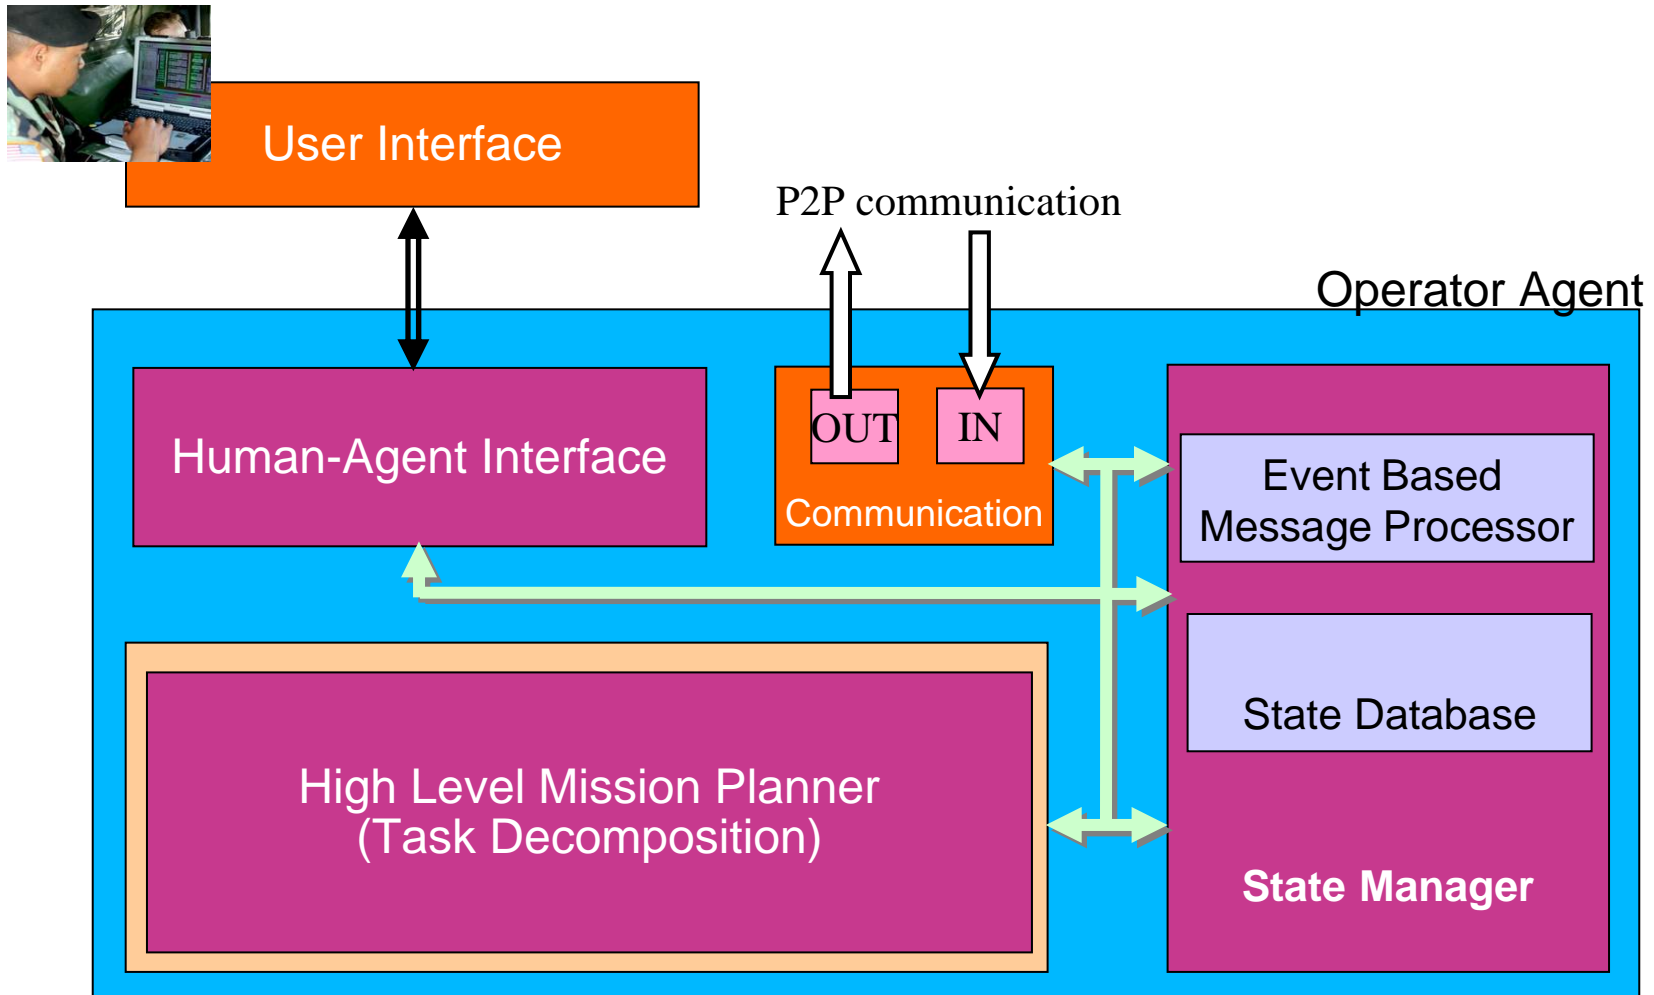 User Interface
P2P communication
Operator Agent
Human-Agent Interface
OUT
IN
Communication
Event Based
Message Processor
State Database
High Level Mission Planner
(Task Decomposition)
State Manager